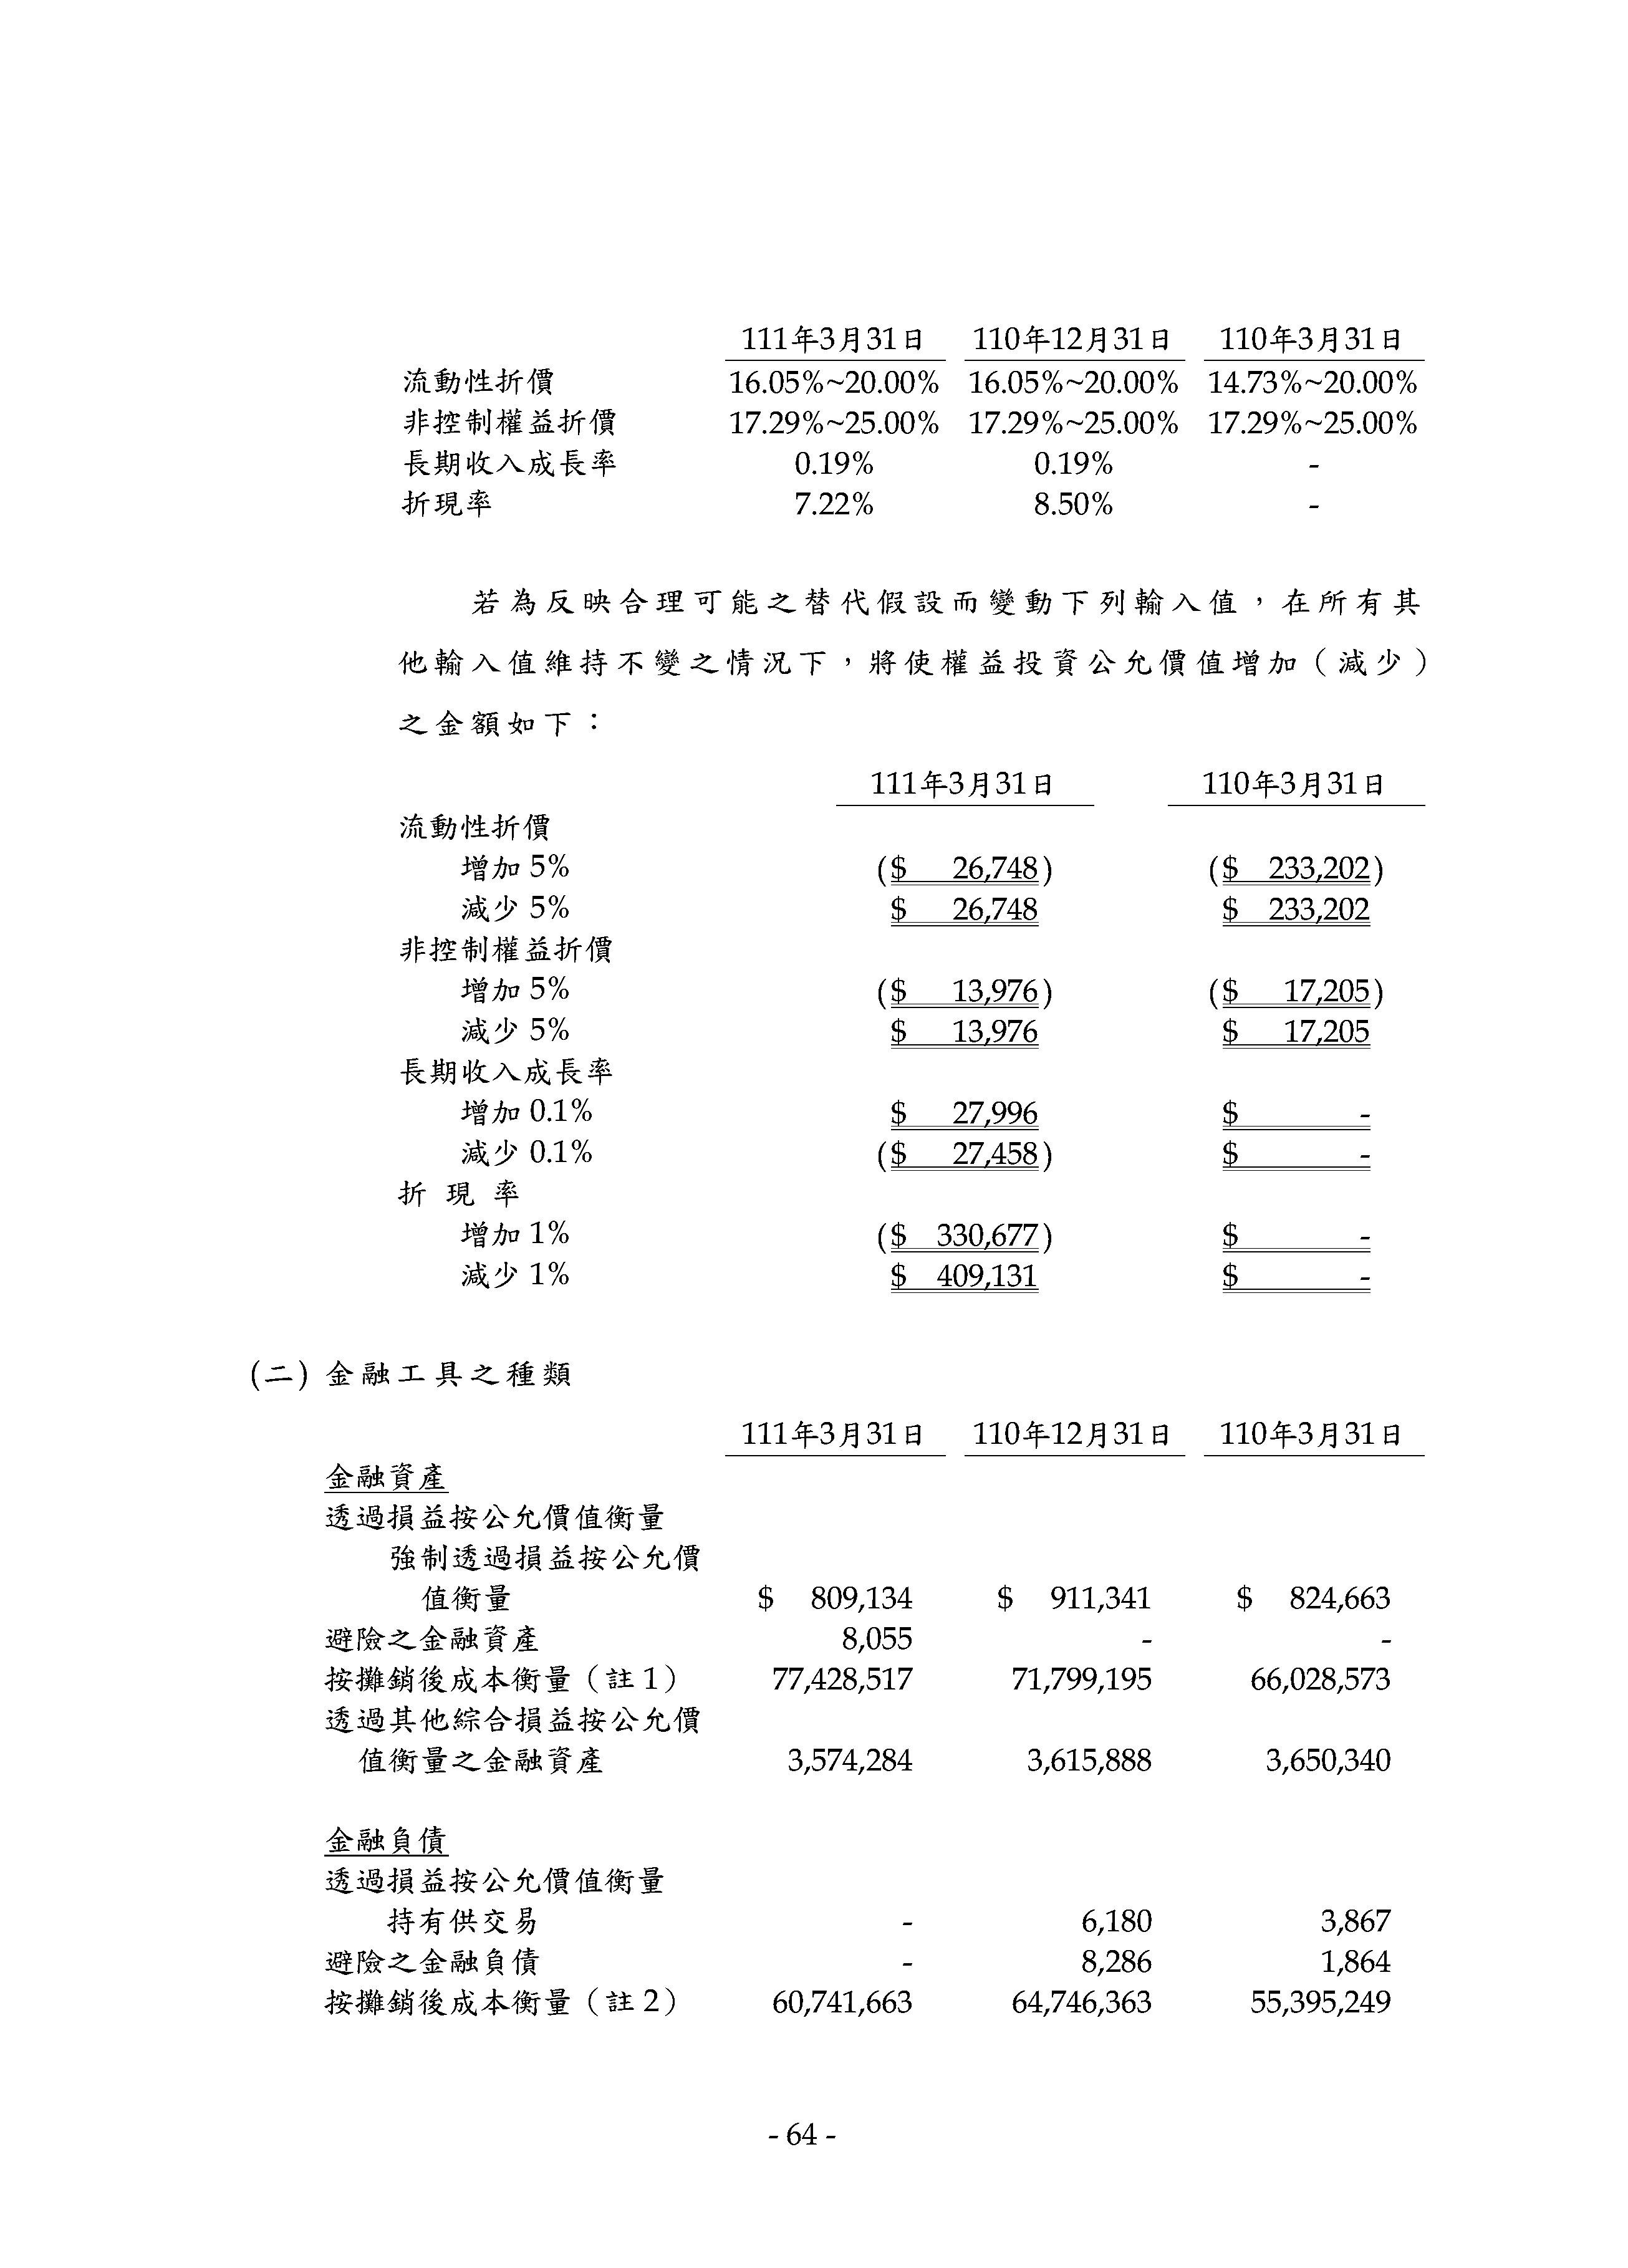 111年3月31日 110年12月31日 110年3月31日
流動性折價 16.05%~20.00% 16.05%~20.00% 14.73%~20.00%
非控制權益折價 17.29%~25.00% 17.29%~25.00% 17.29%~25.00%
長期收入成長率 0.19% 0.19% -
折現率 7.22% 8.50% -
若為反映合理可能之替代假設而變動下列輸入值，在所有其
他輸入值維持不變之情況下，將使權益投資公允價值增加（減少）
之金額如下：
111年3月31日 110年3月31日
流動性折價
增加 5% ($ 26,748) ($ 233,202)
減少 5% $ 26,748 $ 233,202
非控制權益折價
增加 5% ($ 13,976) ($ 17,205)
減少 5% $ 13,976 $ 17,205
長期收入成長率
增加 0.1% $ 27,996 $ -
減少 0.1% ($ 27,458) $ -
折 現 率
增加 1% ($ 330,677) $ -
減少 1% $ 409,131 $ -
(二) 金融工具之種類
111年3月31日 110年12月31日 110年3月31日
金融資產
透過損益按公允價值衡量
強制透過損益按公允價
值衡量 $ 809,134 $ 911,341 $ 824,663
避險之金融資產 8,055 - -
按攤銷後成本衡量（註 1） 77,428,517 71,799,195 66,028,573
透過其他綜合損益按公允價
值衡量之金融資產 3,574,284 3,615,888 3,650,340
金融負債
透過損益按公允價值衡量
持有供交易 - 6,180 3,867
避險之金融負債 - 8,286 1,864
按攤銷後成本衡量（註 2） 60,741,663 64,746,363 55,395,249
- 64 -